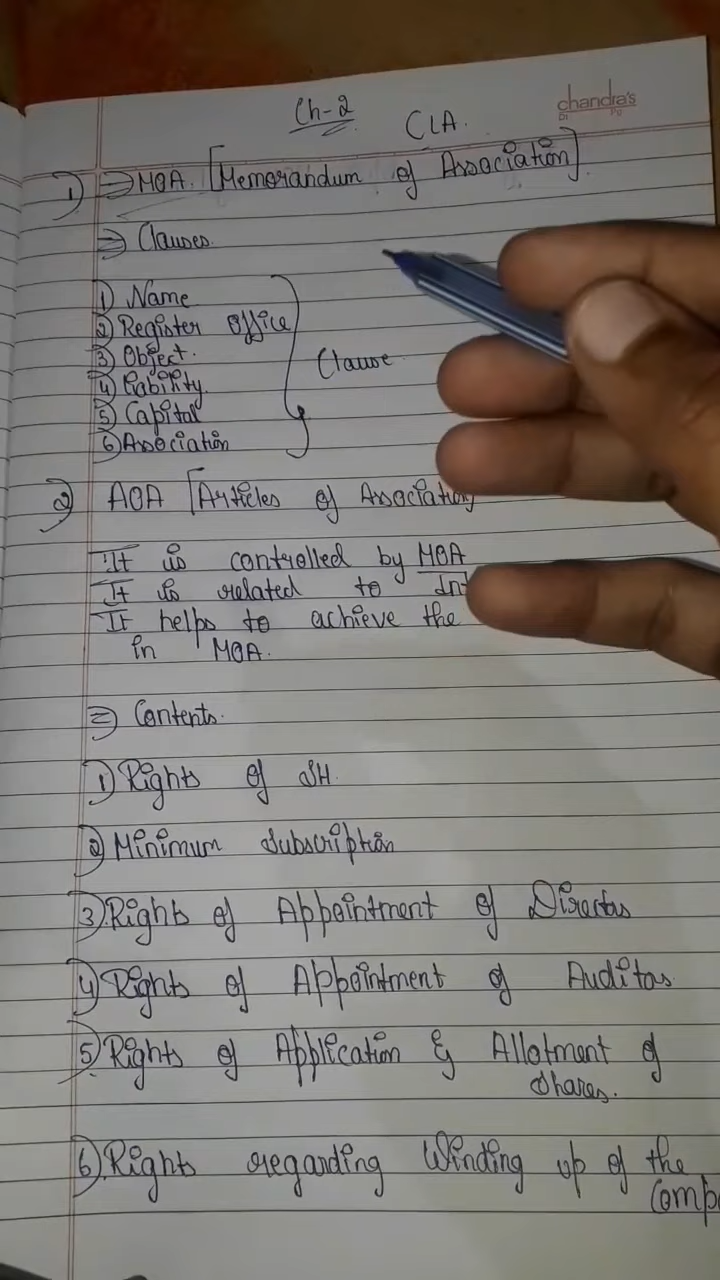 chandra's
Ch-2
CLA.
1) => MOA. [Memorandum of Association]
=> Clauses.
1) Name
2) Register Office
3) Object.
4) Liability.
5) Capital
6) Association
Clause
2) AOA [Articles of Association
It is controlled by MOA
It is related to Int
It helps to achieve the
in MOA.
=> Contents.
1) Rights of SH.
2) Minimum Subscription
3) Rights of Appointment of Directors
4) Rights of Appointment of Auditors
5) Rights of Application & Allotment of
Shares.
6) Rights regarding Winding up of the
Comp